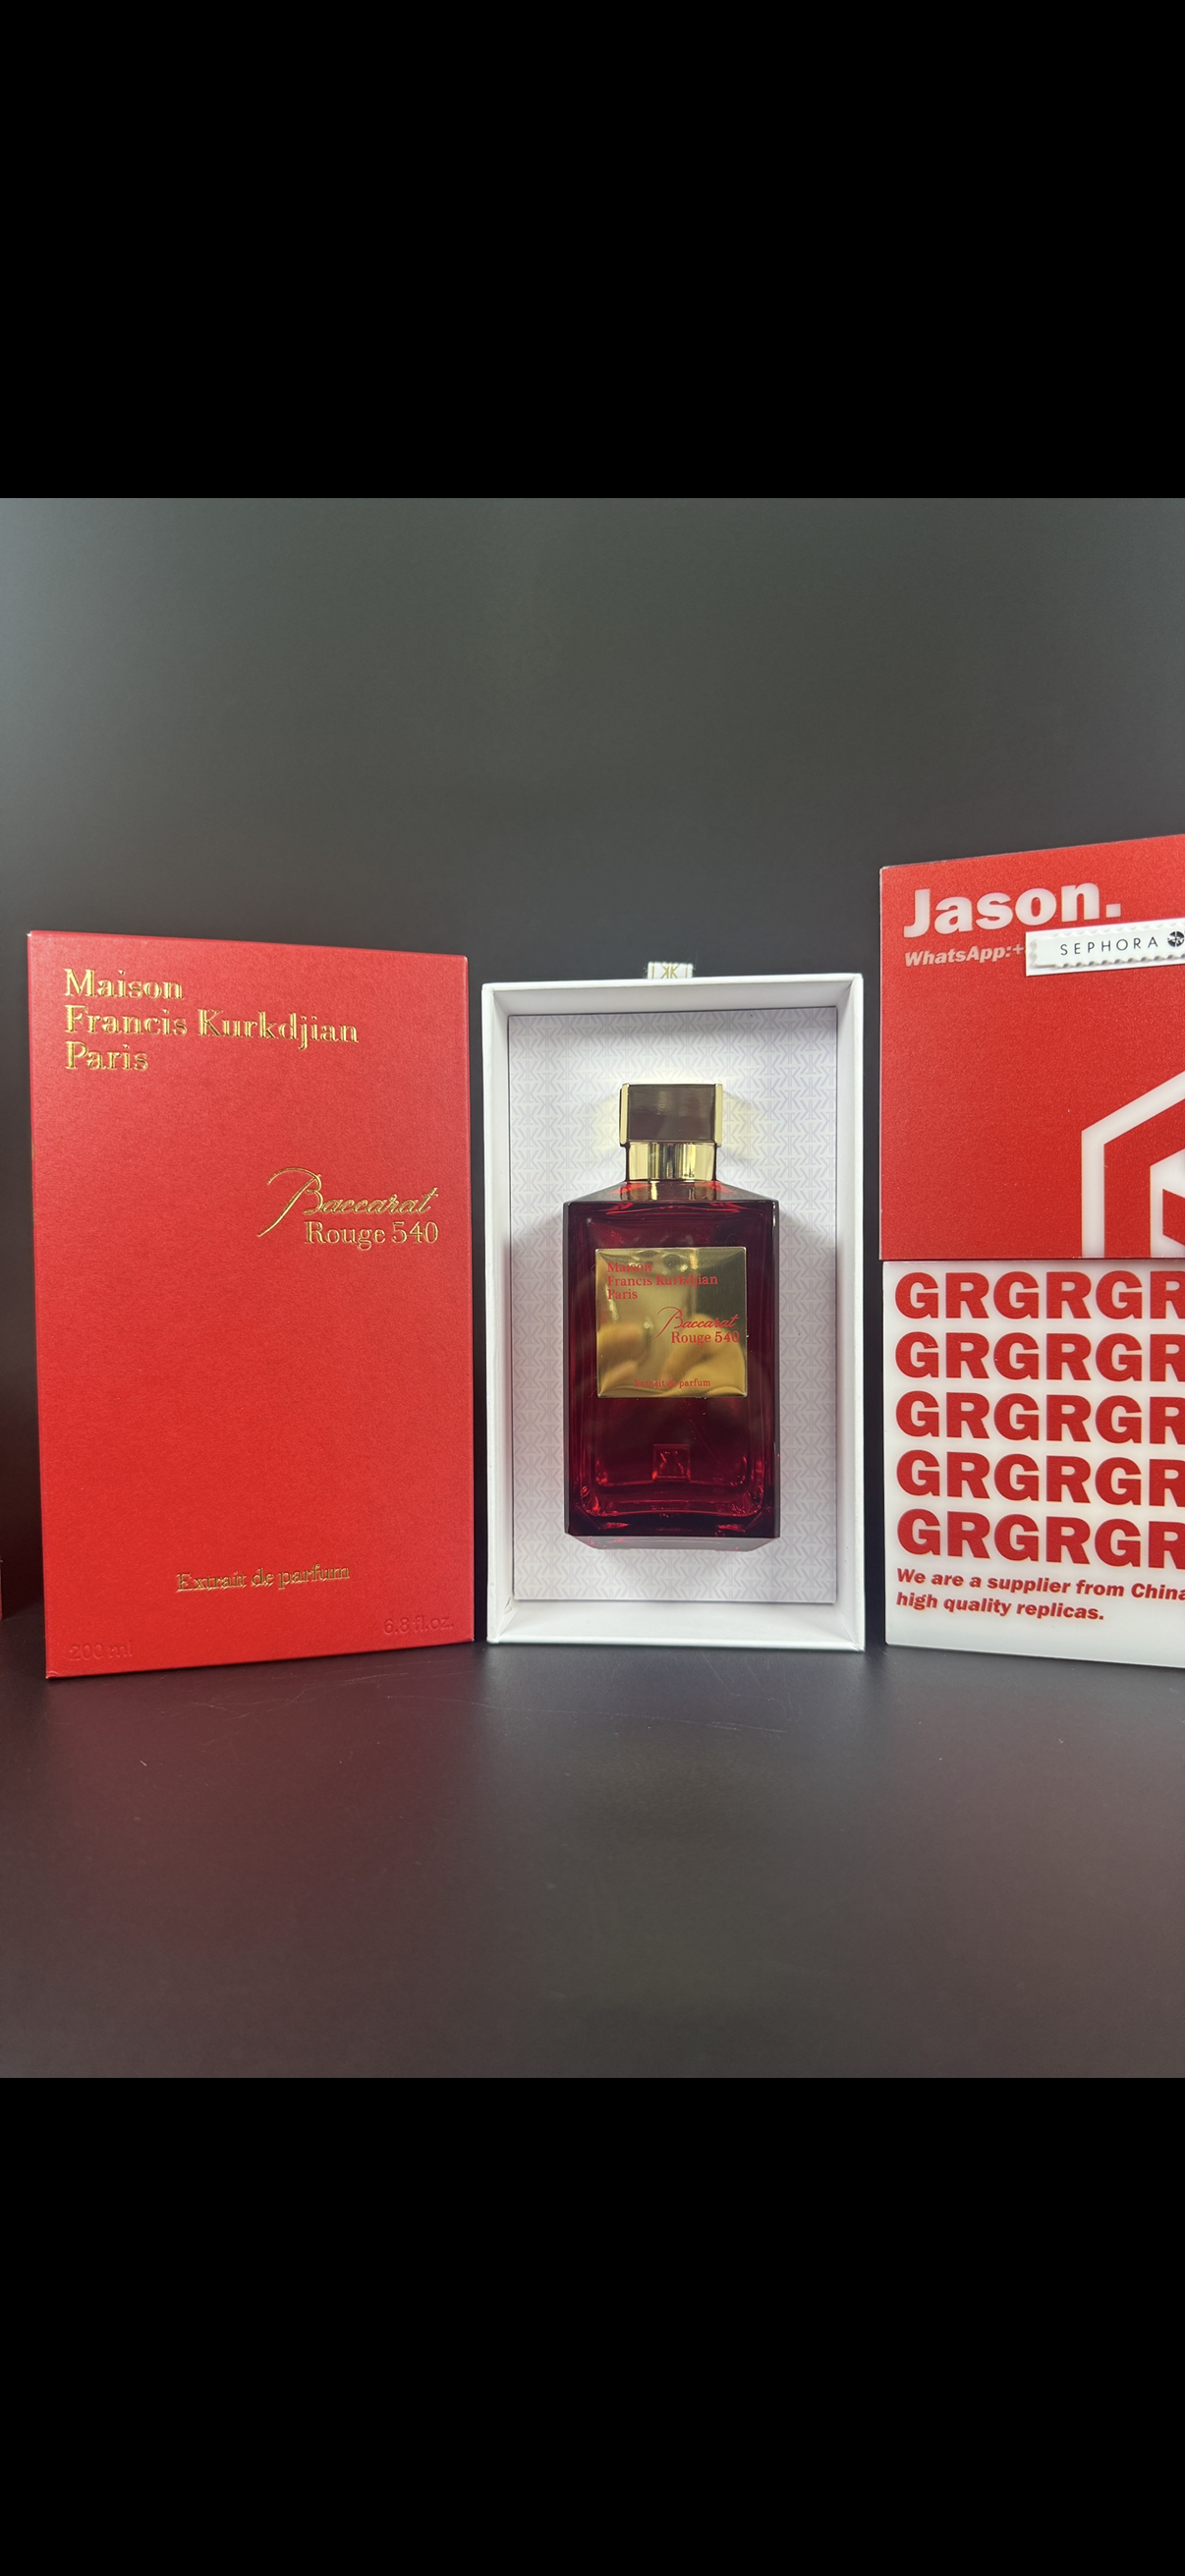 Maison
Francis Kurkdjian
Paris
Baccarat
Rouge 540
Extrait de parfum
200 ml
6.8 fl.oz.
Maison
Francis Kurkdjian
Paris
Baccarat
Rouge 540
Extrait de parfum
Jason.
WhatsApp:+
SEPHORA
GRGRGR
GRGRGR
GRGRGR
GRGRGR
GRGRGR
We are a supplier from China
high quality replicas.